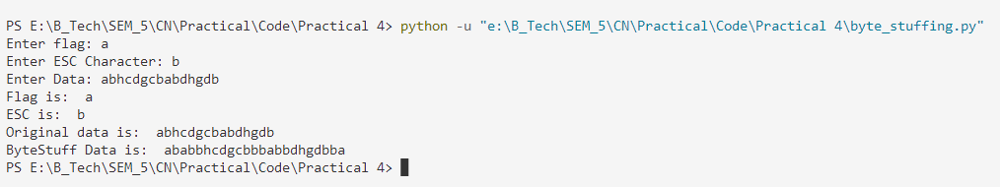 PS E:\B_Tech\SEM_5\CN\Practical\Code\Practical 4> python -u "e:\B_Tech\SEM_5\CN\Practical\Code\Practical 4\byte_stuffing.py"
Enter flag: a
Enter ESC Character: b
Enter Data: abhcdgcbabdhgdb
Flag is:  a
ESC is:  b
Original data is:  abhcdgcbabdhgdb
ByteStuff Data is:  ababbhcdgcbbbabbdhgdbba
PS E:\B_Tech\SEM_5\CN\Practical\Code\Practical 4>